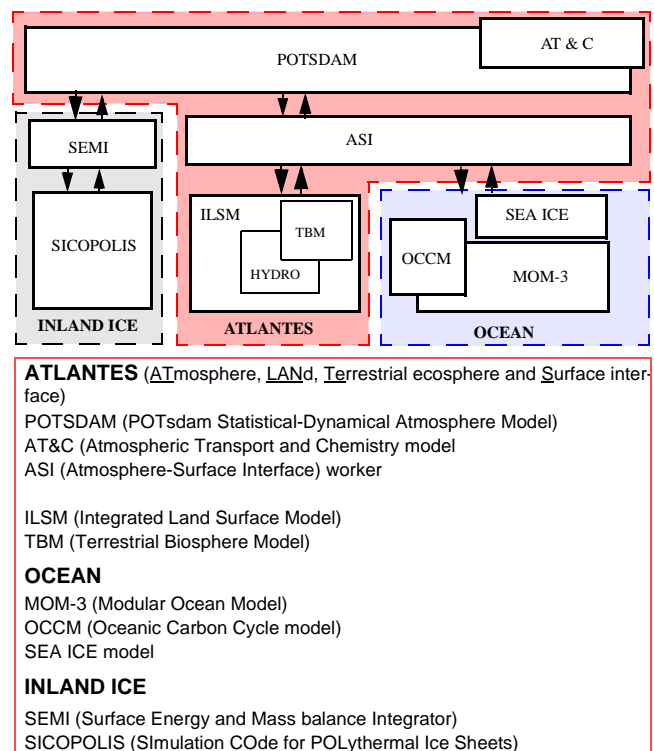 AT & C
POTSDAM
SEMI
ASI
SICOPOLIS
ILSM
TBM
HYDRO
SEA ICE
OCCM
MOM-3
INLAND ICE
ATLANTES
OCEAN
ATLANTES (ATmosphere, LANd, Terrestrial ecosphere and Surface inter-
face)
POTSDAM (POTsdam Statistical-Dynamical Atmosphere Model)
AT&C (Atmospheric Transport and Chemistry model
ASI (Atmosphere-Surface Interface) worker
ILSM (Integrated Land Surface Model)
TBM (Terrestrial Biosphere Model)
OCEAN
MOM-3 (Modular Ocean Model)
OCCM (Oceanic Carbon Cycle model)
SEA ICE model
INLAND ICE
SEMI (Surface Energy and Mass balance Integrator)
SICOPOLIS (SImulation COde for POLythermal Ice Sheets)